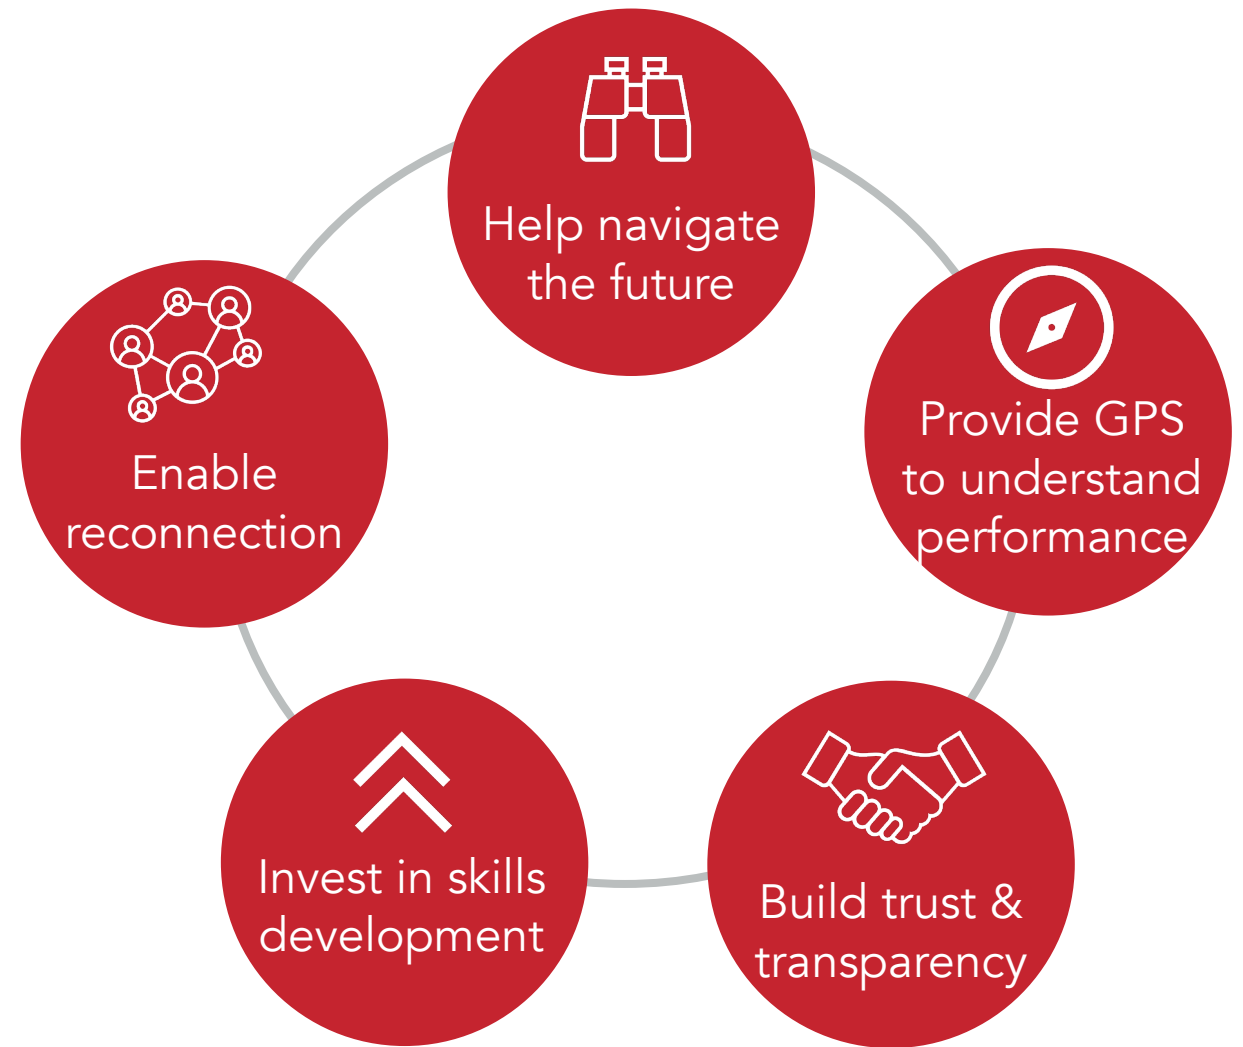 Help navigate
the future
Provide GPS
to understand
performance
Build trust &
transparency
Invest in skills
development
Enable
reconnection